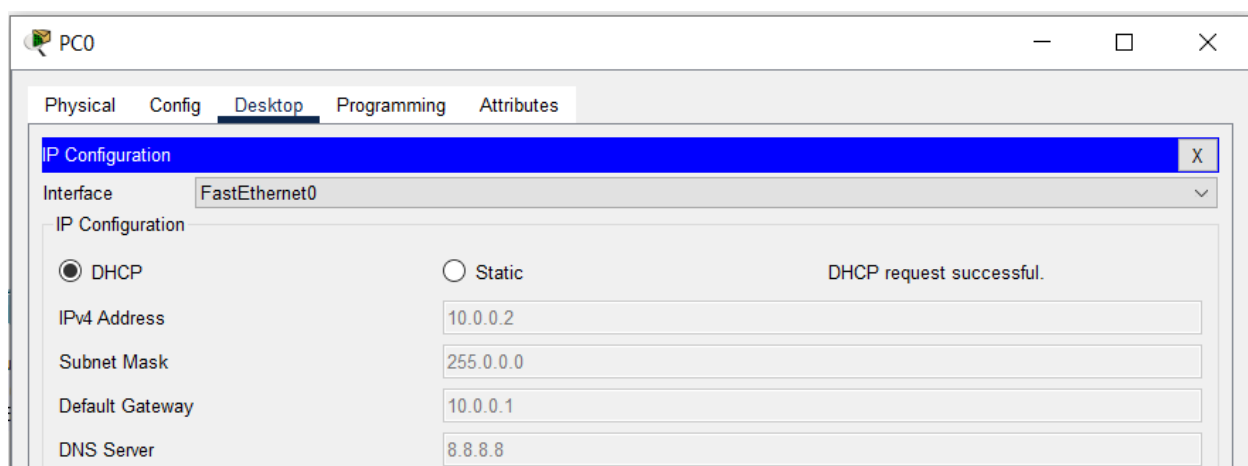 PC0
Physical Config Desktop Programming Attributes
IP Configuration X
Interface FastEthernet0
IP Configuration
DHCP Static DHCP request successful.
IPv4 Address 10.0.0.2
Subnet Mask 255.0.0.0
Default Gateway 10.0.0.1
DNS Server 8.8.8.8